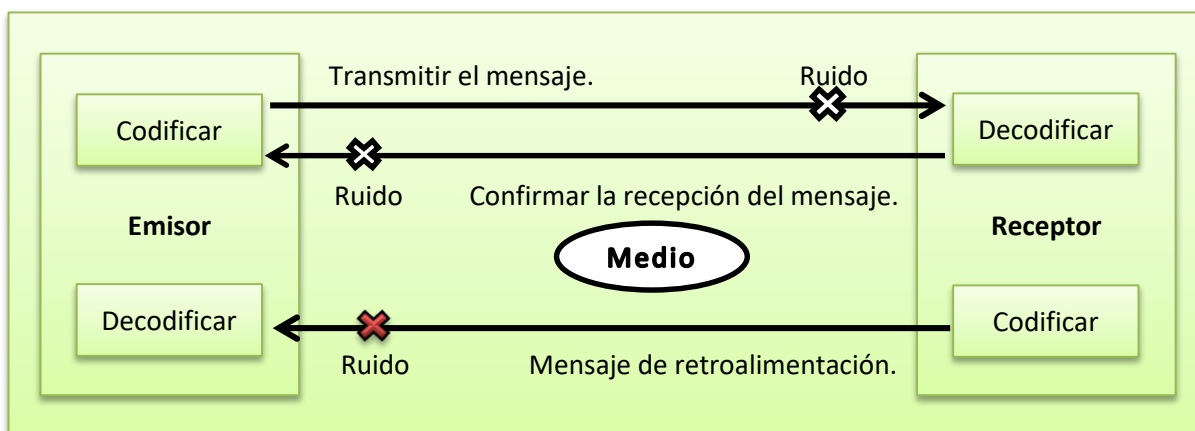 Transmitir el mensaje.
Ruido
Codificar
Decodificar
Ruido
Confirmar la recepción del mensaje.
Emisor
Receptor
Medio
Decodificar
Codificar
Ruido
Mensaje de retroalimentación.